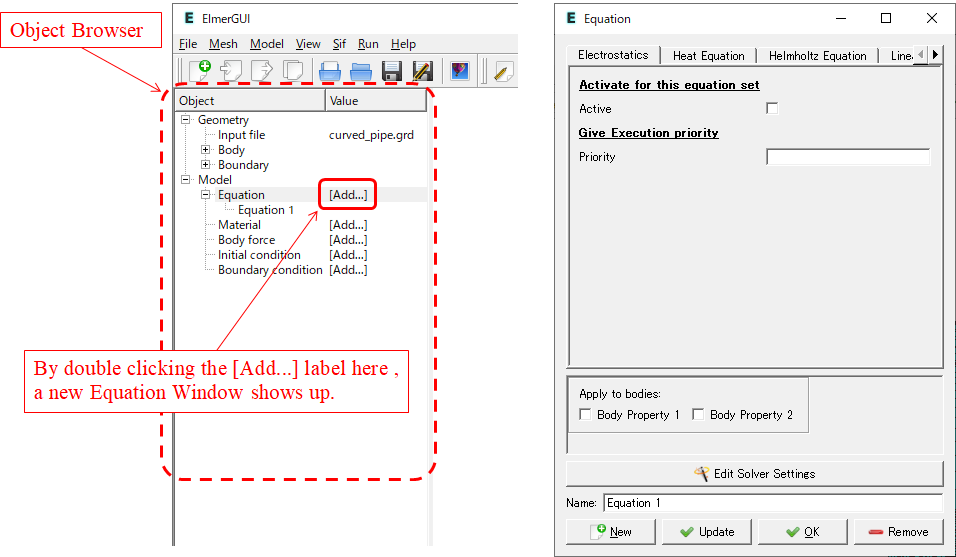 Object Browser
ElmerGUI
File Mesh Model View Sif Run Help
Object Value
Geometry
Input file curved_pipe.grd
Body
Boundary
Model
Equation [Add...]
Equation 1
Material [Add...]
Body force [Add...]
Initial condition [Add...]
Boundary condition [Add...]
By double clicking the [Add...] label here ,
a new Equation Window shows up.
Equation
Electrostatics Heat Equation Helmholtz Equation Line
Activate for this equation set
Active
Give Execution priority
Priority
Apply to bodies:
Body Property 1 Body Property 2
Edit Solver Settings
Name: Equation 1
New Update OK Remove